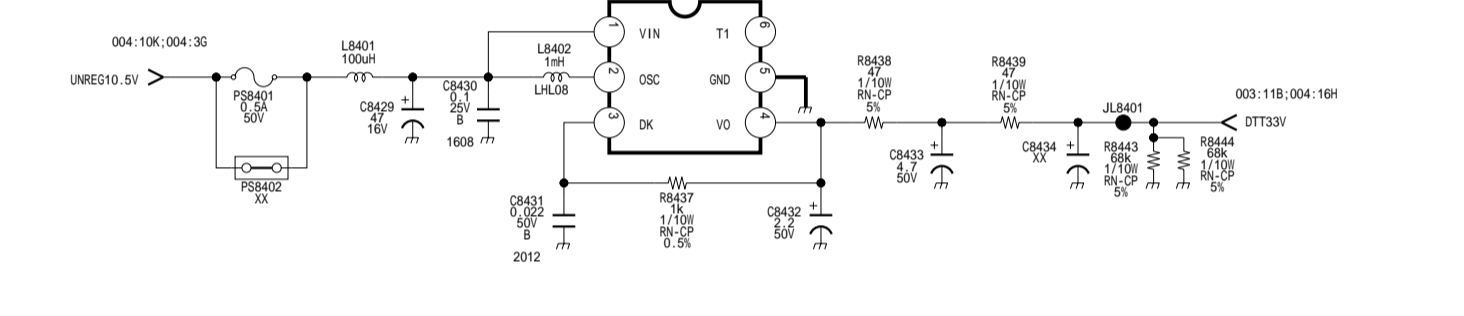 004:10K;004:3G
UNREG10.5V
PS8401
0.5A
50V
PS8402
XX
L8401
100uH
C8429
47
16V
C8430
0.1
25V
B
1608
L8402
1mH
LHL08
1
VIN
2
OSC
3
DK
T1
6
GND
5
VO
4
C8431
0.022
50V
B
2012
R8437
1k
1/10W
RN-CP
0.5%
C8432
2.2
50V
R8438
47
1/10W
RN-CP
5%
C8433
4.7
50V
R8439
47
1/10W
RN-CP
5%
C8434
XX
JL8401
R8443
68k
1/10W
RN-CP
5%
R8444
68k
1/10W
RN-CP
5%
003:11B;004:16H
DTT33V